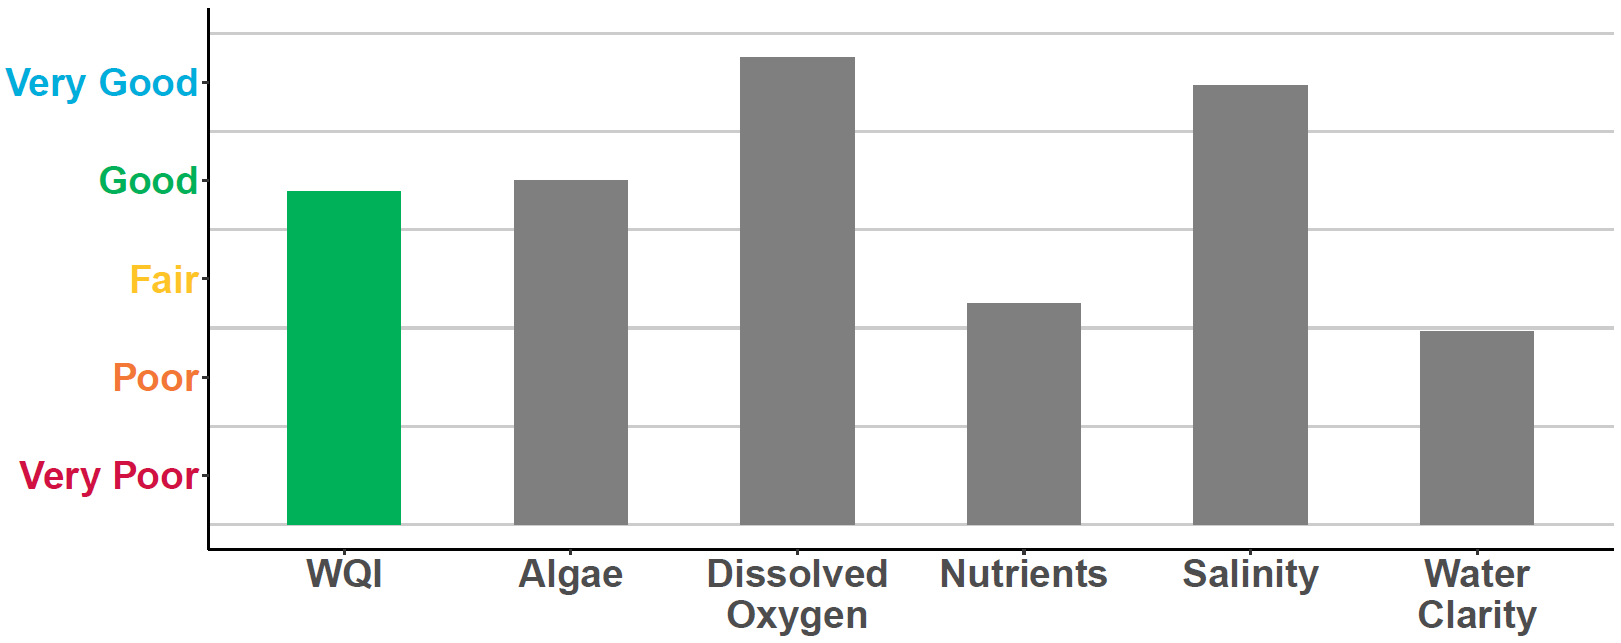 Very Good
Good
Fair
Poor
Very Poor
WQI
Algae
Dissolved
Oxygen
Nutrients
Salinity
Water
Clarity